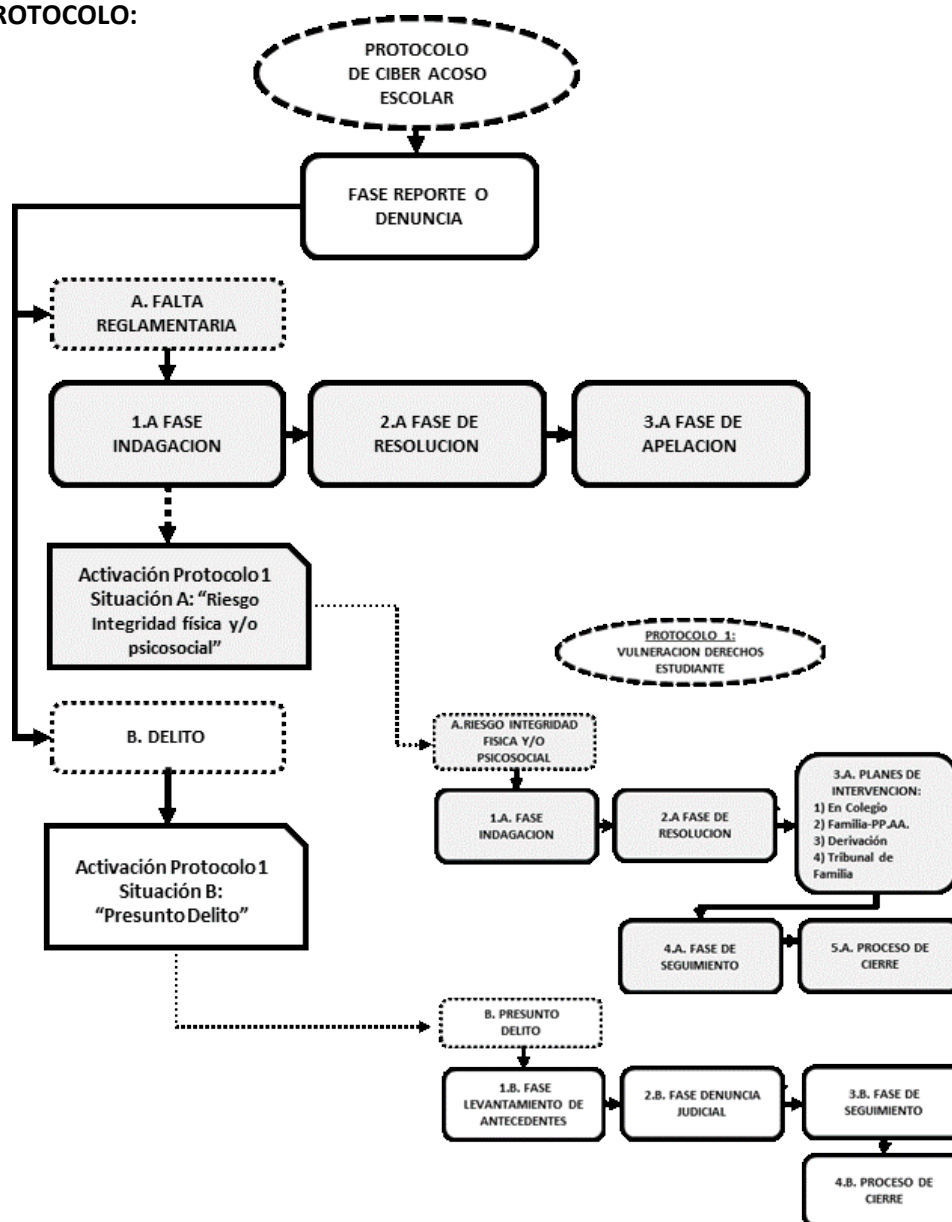 ROTOCOLO:
PROTOCOLO
DE CIBER ACOSO
ESCOLAR
FASE REPORTE O
DENUNCIA
A. FALTA
REGLAMENTARIA
1.A FASE
INDAGACION
2.A FASE DE
RESOLUCION
3.A FASE DE
APELACION
Activación Protocolo 1
Situación A: “Riesgo
Integridad física y/o
psicosocial”
B. DELITO
Activación Protocolo 1
Situación B:
“Presunto Delito”
PROTOCOLO 1:
VULNERACION DERECHOS
ESTUDIANTE
A.RIESGO INTEGRIDAD
FISICA Y/O
PSICOSOCIAL
1.A. FASE
INDAGACION
2.A FASE DE
RESOLUCION
3.A. PLANES DE
INTERVENCION:
1) En Colegio
2) Familia-PP.AA.
3) Derivación
4) Tribunal de
Familia
4.A. FASE DE
SEGUIMIENTO
5.A. PROCESO DE
CIERRE
B. PRESUNTO
DELITO
1.B. FASE
LEVANTAMIENTO DE
ANTECEDENTES
2.B. FASE DENUNCIA
JUDICIAL
3.B. FASE DE
SEGUIMIENTO
4.B. PROCESO DE
CIERRE